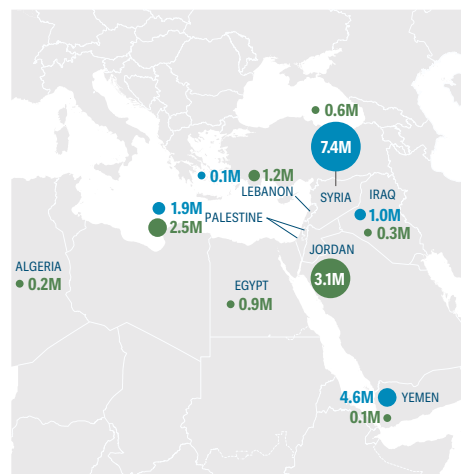 0.6M
7.4M
0.1M
1.2M
LEBANON
SYRIA
IRAQ
1.9M
PALESTINE
1.0M
2.5M
0.3M
JORDAN
ALGERIA
3.1M
0.2M
EGYPT
0.9M
4.6M YEMEN
0.1M